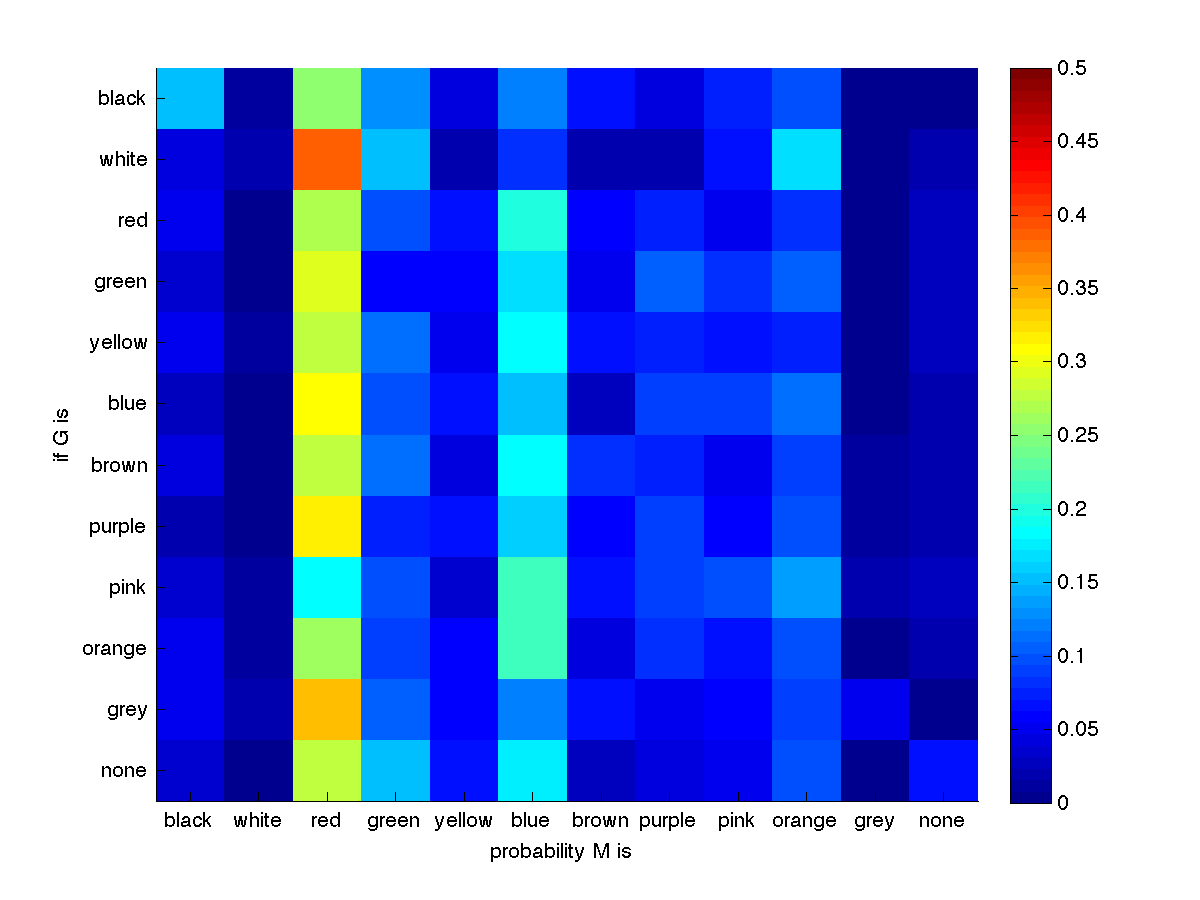 black
white
red
green
yellow
blue
brown
purple
pink
orange
grey
none
if G is
black white red green yellow blue brown purple pink orange grey none
probability M is
0.5
0.45
0.4
0.35
0.3
0.25
0.2
0.15
0.1
0.05
0